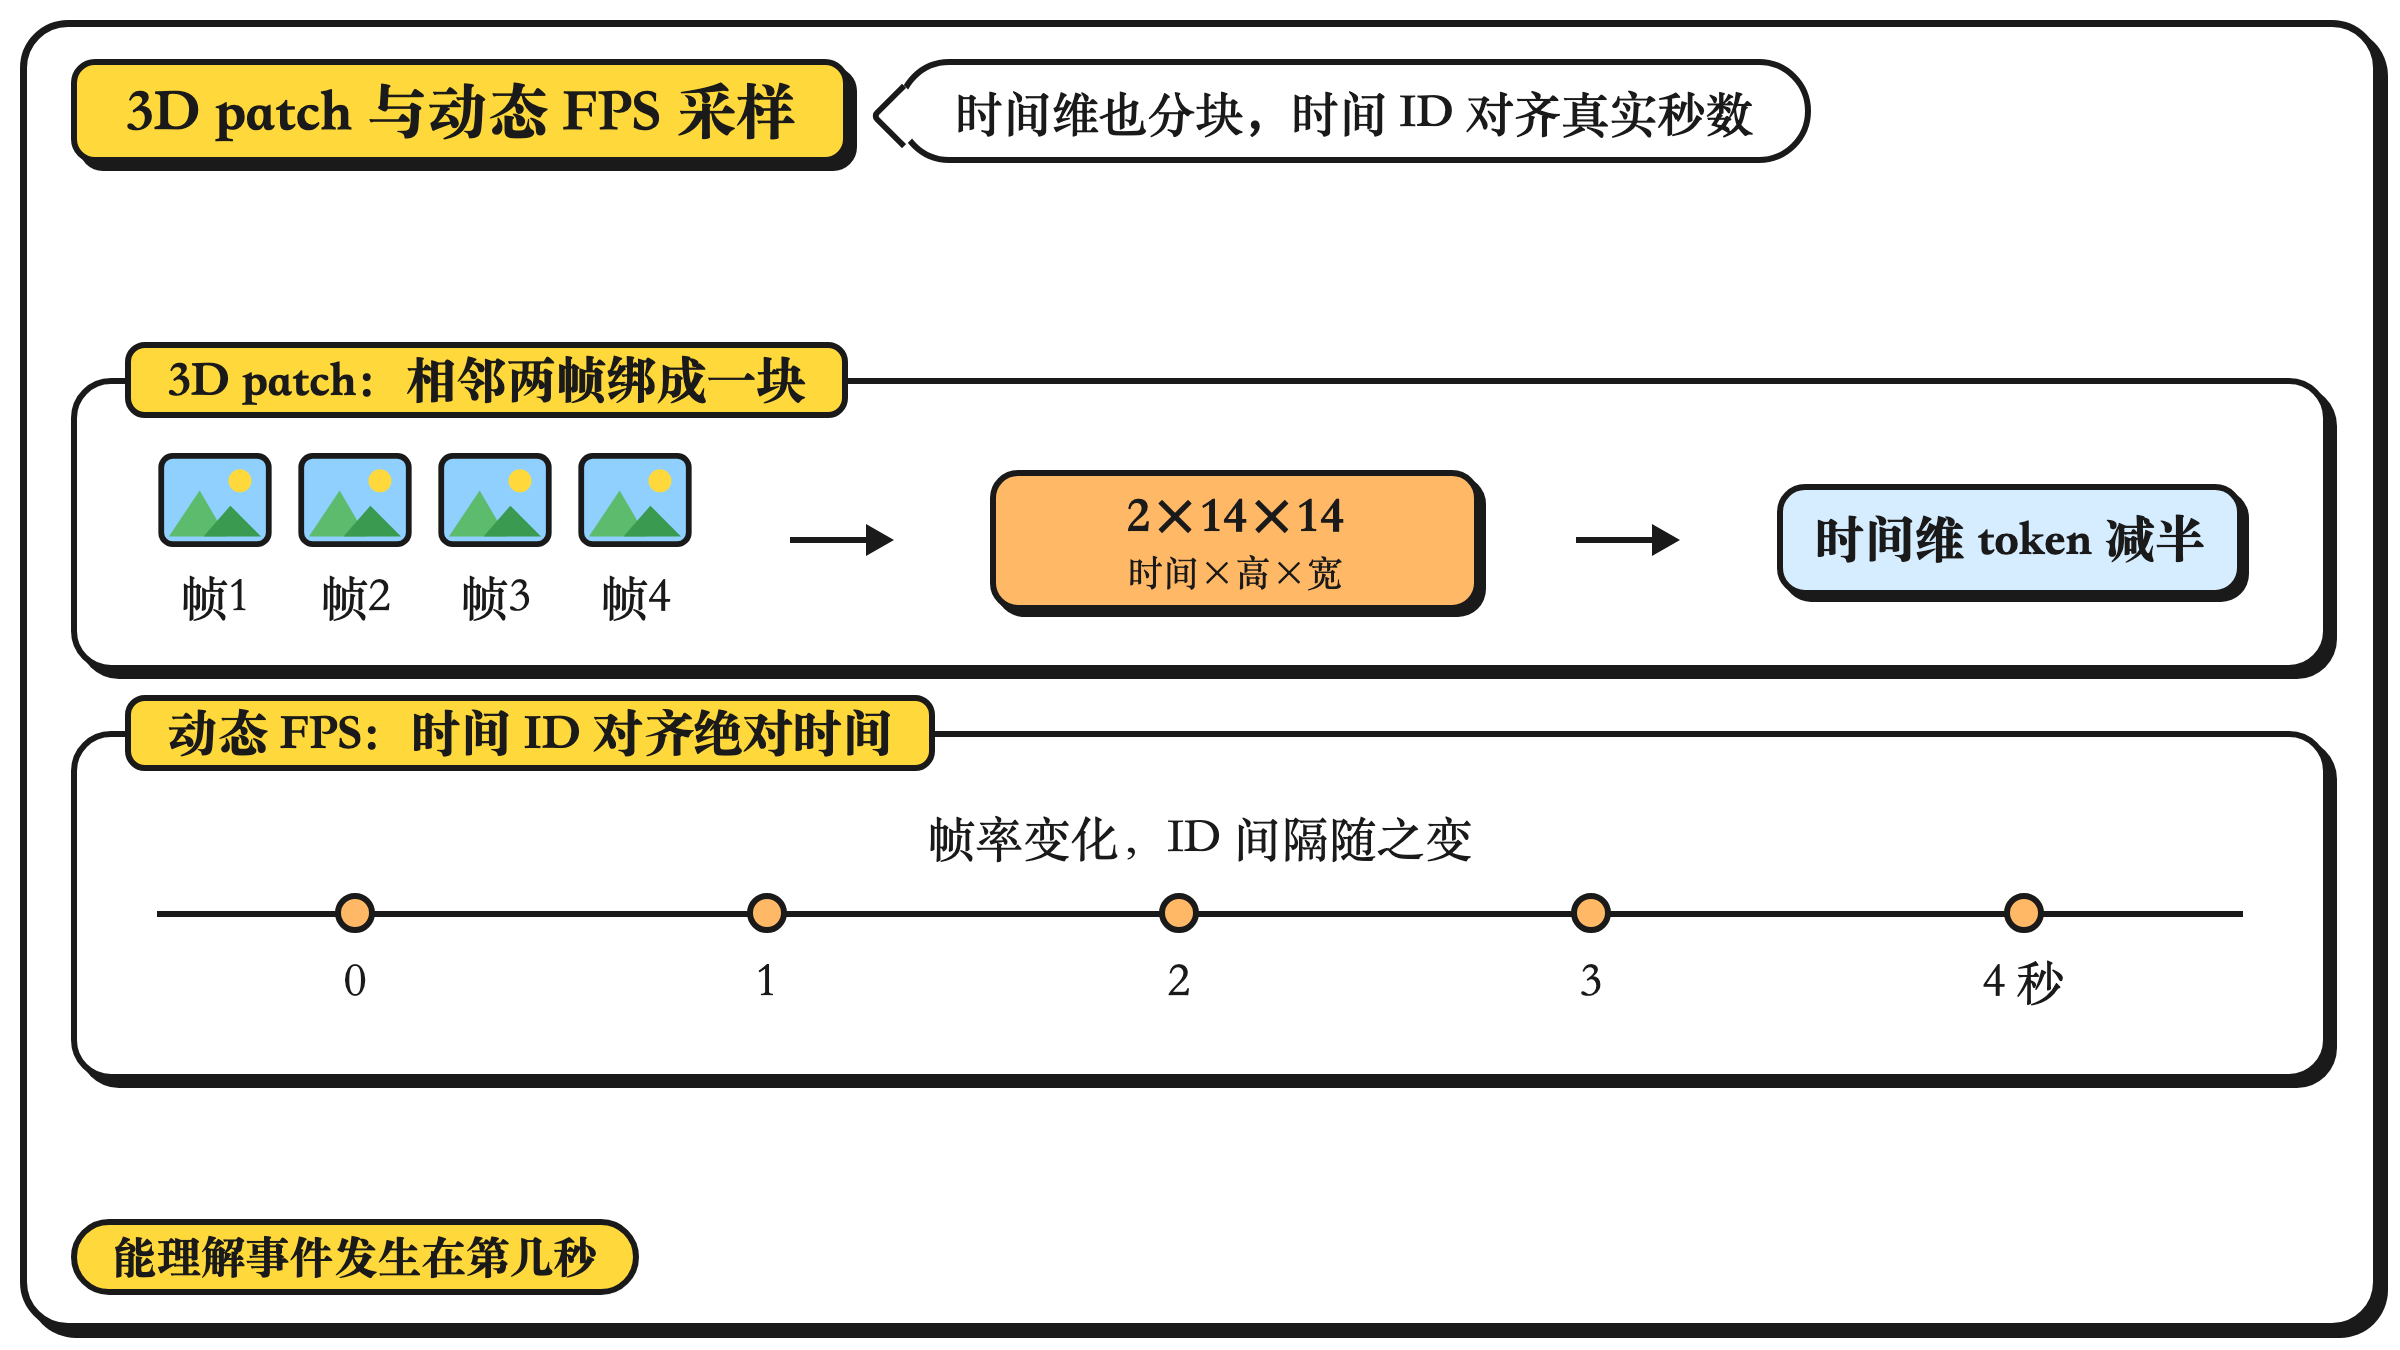 3D patch 与动态 FPS 采样
时间维也分块，时间 ID 对齐真实秒数
3D patch：相邻两帧绑成一块
帧1
帧2
帧3
帧4
2×14×14
时间×高×宽
时间维 token 减半
动态 FPS：时间 ID 对齐绝对时间
帧率变化，ID 间隔随之变
0
1
2
3
4 秒
能理解事件发生在第几秒